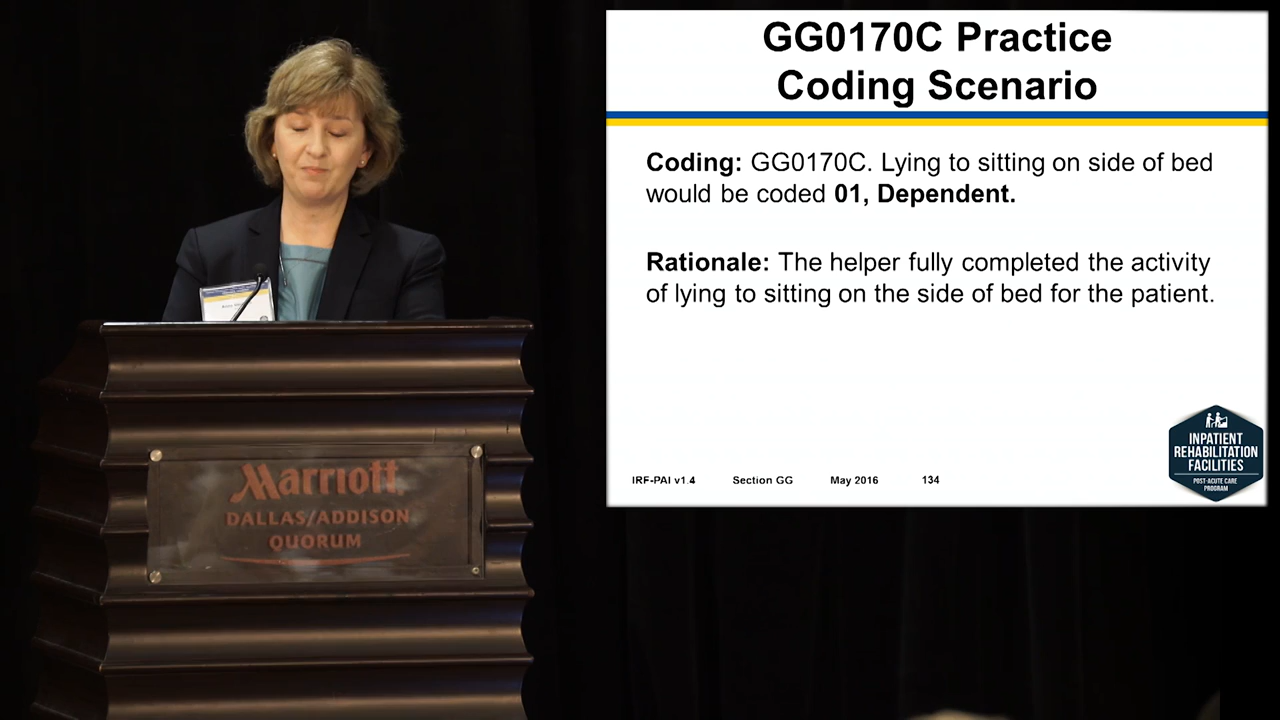 GG0170C Practice
Coding Scenario
Coding: GG0170C. Lying to sitting on side of bed
would be coded 01, Dependent.
Rationale: The helper fully completed the activity
of lying to sitting on the side of bed for the patient.
IRF-PAI v1.4 Section GG May 2016 134
INPATIENT
REHABILITATION
FACILITIES
POST-ACUTE CARE
PROGRAM
Marriott
DALLAS/ADDISON
QUORUM